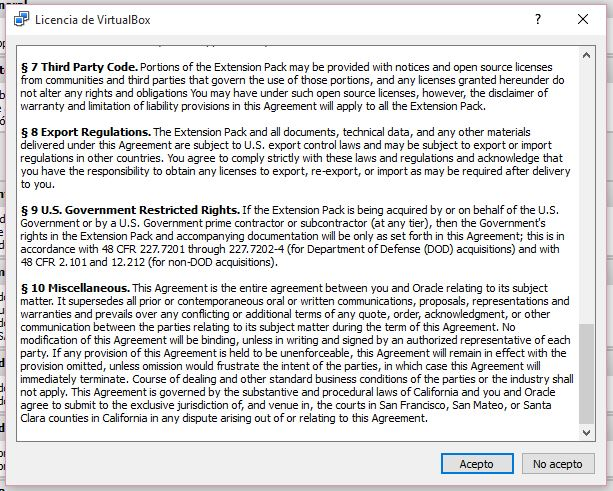 Licencia de VirtualBox
§ 7 Third Party Code. Portions of the Extension Pack may be provided with notices and open source licenses
from communities and third parties that govern the use of those portions, and any licenses granted hereunder do
not alter any rights and obligations You may have under such open source licenses, however, the disclaimer of
warranty and limitation of liability provisions in this Agreement will apply to all the Extension Pack.
§ 8 Export Regulations. The Extension Pack and all documents, technical data, and any other materials
delivered under this Agreement are subject to U.S. export control laws and may be subject to export or import
regulations in other countries. You agree to comply strictly with these laws and regulations and acknowledge that
you have the responsibility to obtain any licenses to export, re-export, or import as may be required after delivery
to you.
§ 9 U.S. Government Restricted Rights. If the Extension Pack is being acquired by or on behalf of the U.S.
Government or by a U.S. Government prime contractor or subcontractor (at any tier), then the Government's
rights in the Extension Pack and accompanying documentation will be only as set forth in this Agreement; this is in
accordance with 48 CFR 227.7201 through 227.7202-4 (for Department of Defense (DOD) acquisitions) and with
48 CFR 2.101 and 12.212 (for non-DOD acquisitions).
§ 10 Miscellaneous. This Agreement is the entire agreement between you and Oracle relating to its subject
matter. It supersedes all prior or contemporaneous oral or written communications, proposals, representations and
warranties and prevails over any conflicting or additional terms of any quote, order, acknowledgment, or other
communication between the parties relating to its subject matter during the term of this Agreement. No
modification of this Agreement will be binding, unless in writing and signed by an authorized representative of each
party. If any provision of this Agreement is held to be unenforceable, this Agreement will remain in effect with the
provision omitted, unless omission would frustrate the intent of the parties, in which case this Agreement will
immediately terminate. Course of dealing and other standard business conditions of the parties or the industry shall
not apply. This Agreement is governed by the substantive and procedural laws of California and you and Oracle
agree to submit to the exclusive jurisdiction of, and venue in, the courts in San Francisco, San Mateo, or Santa
Clara counties in California in any dispute arising out of or relating to this Agreement.
Acepto No acepto